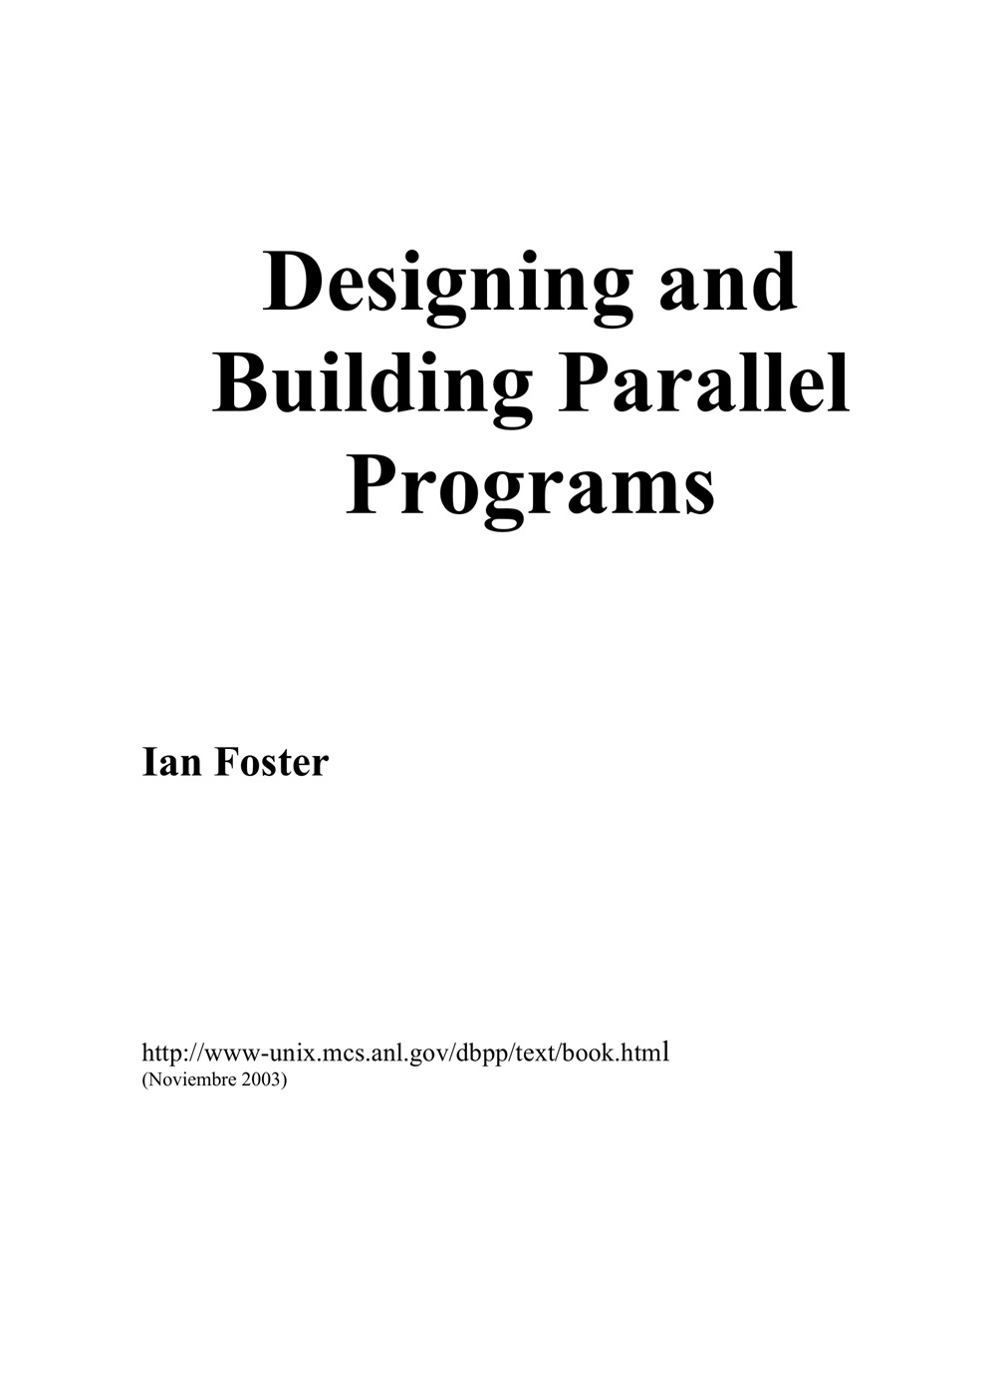 Designing and
Building Parallel
Programs
Ian Foster
http://www-unix.mcs.anl.gov/dbpp/text/book.html
(Noviembre 2003)